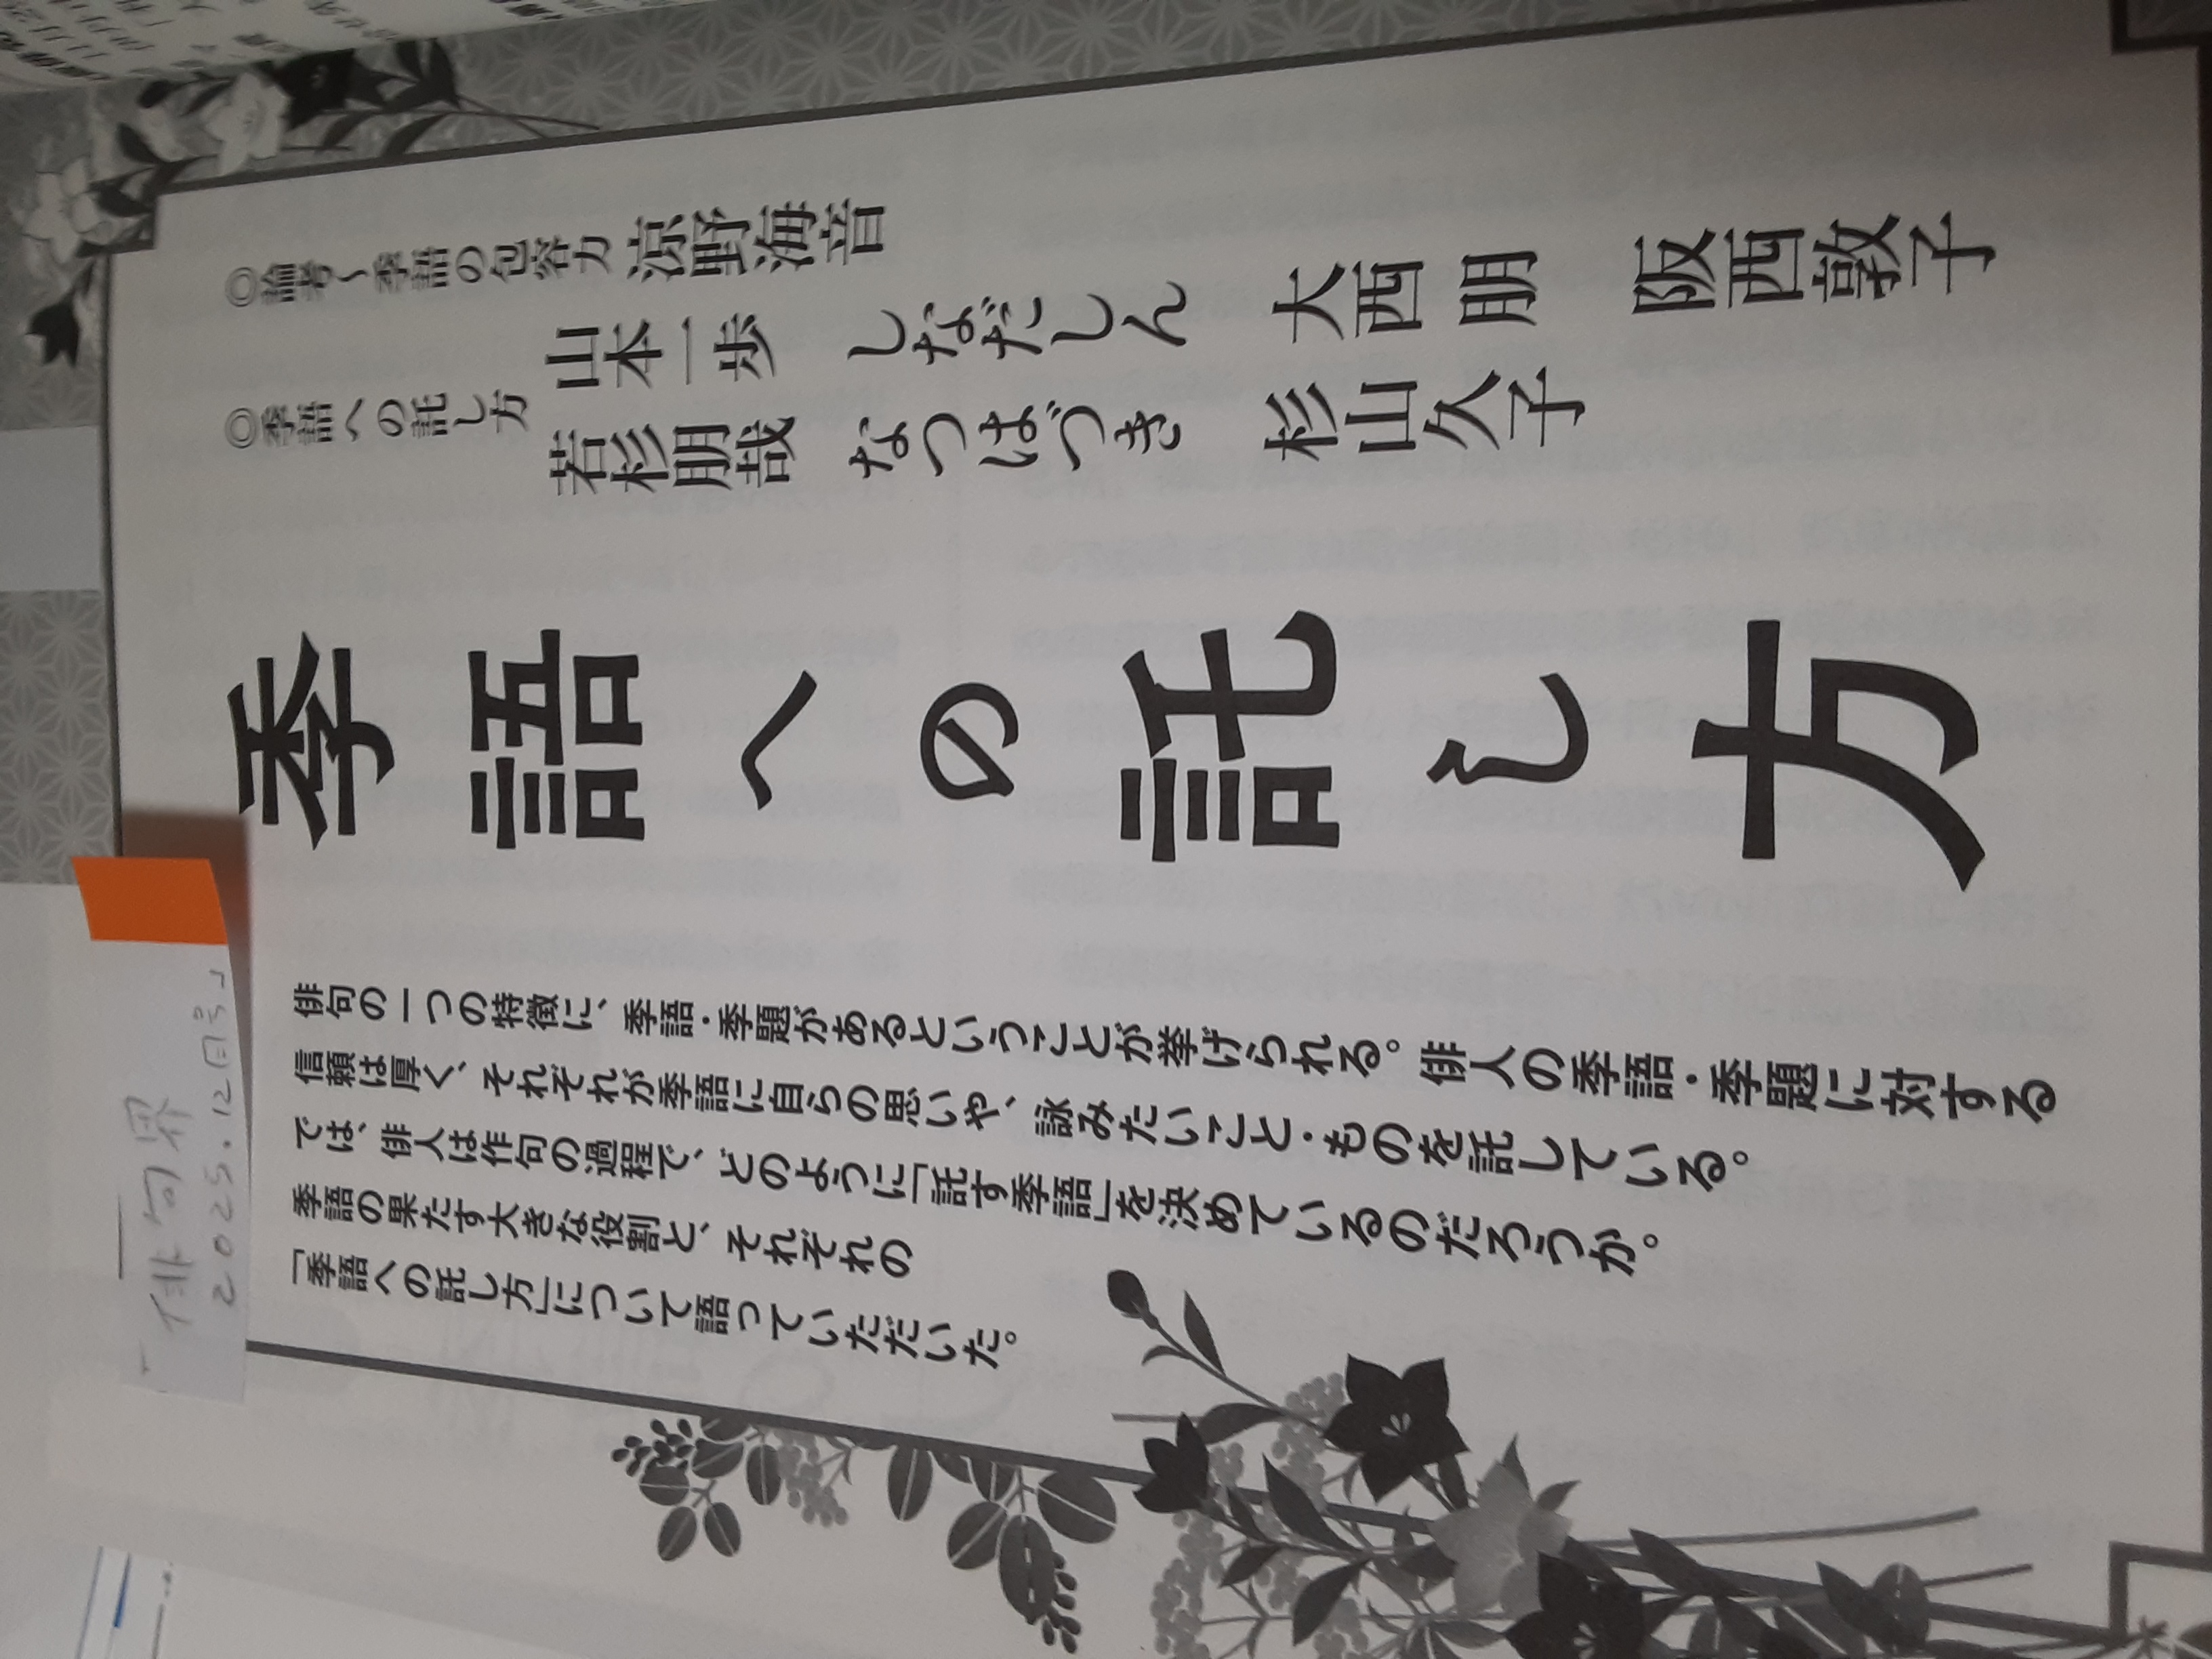 ◎論考〜季語の包容力 涼野海音
◎季語への託し方
山本一歩 しなだしん 大西 朋 阪西敦子
若杉朋哉 なつはづき 杉山久子
季語への託し方
俳句の一つの特徴に、季語・季題があるということが挙げられる。俳人の季語・季題に対する
信頼は厚く、それぞれが季語に自らの思いや、詠みたいこと・ものを託している。
では、俳人は作句の過程で、どのように「託す季語」を決めているのだろうか。
季語の果たす大きな役割と、それぞれの
「季語への託し方」について語っていただいた。
「俳句界
2025.12月号」